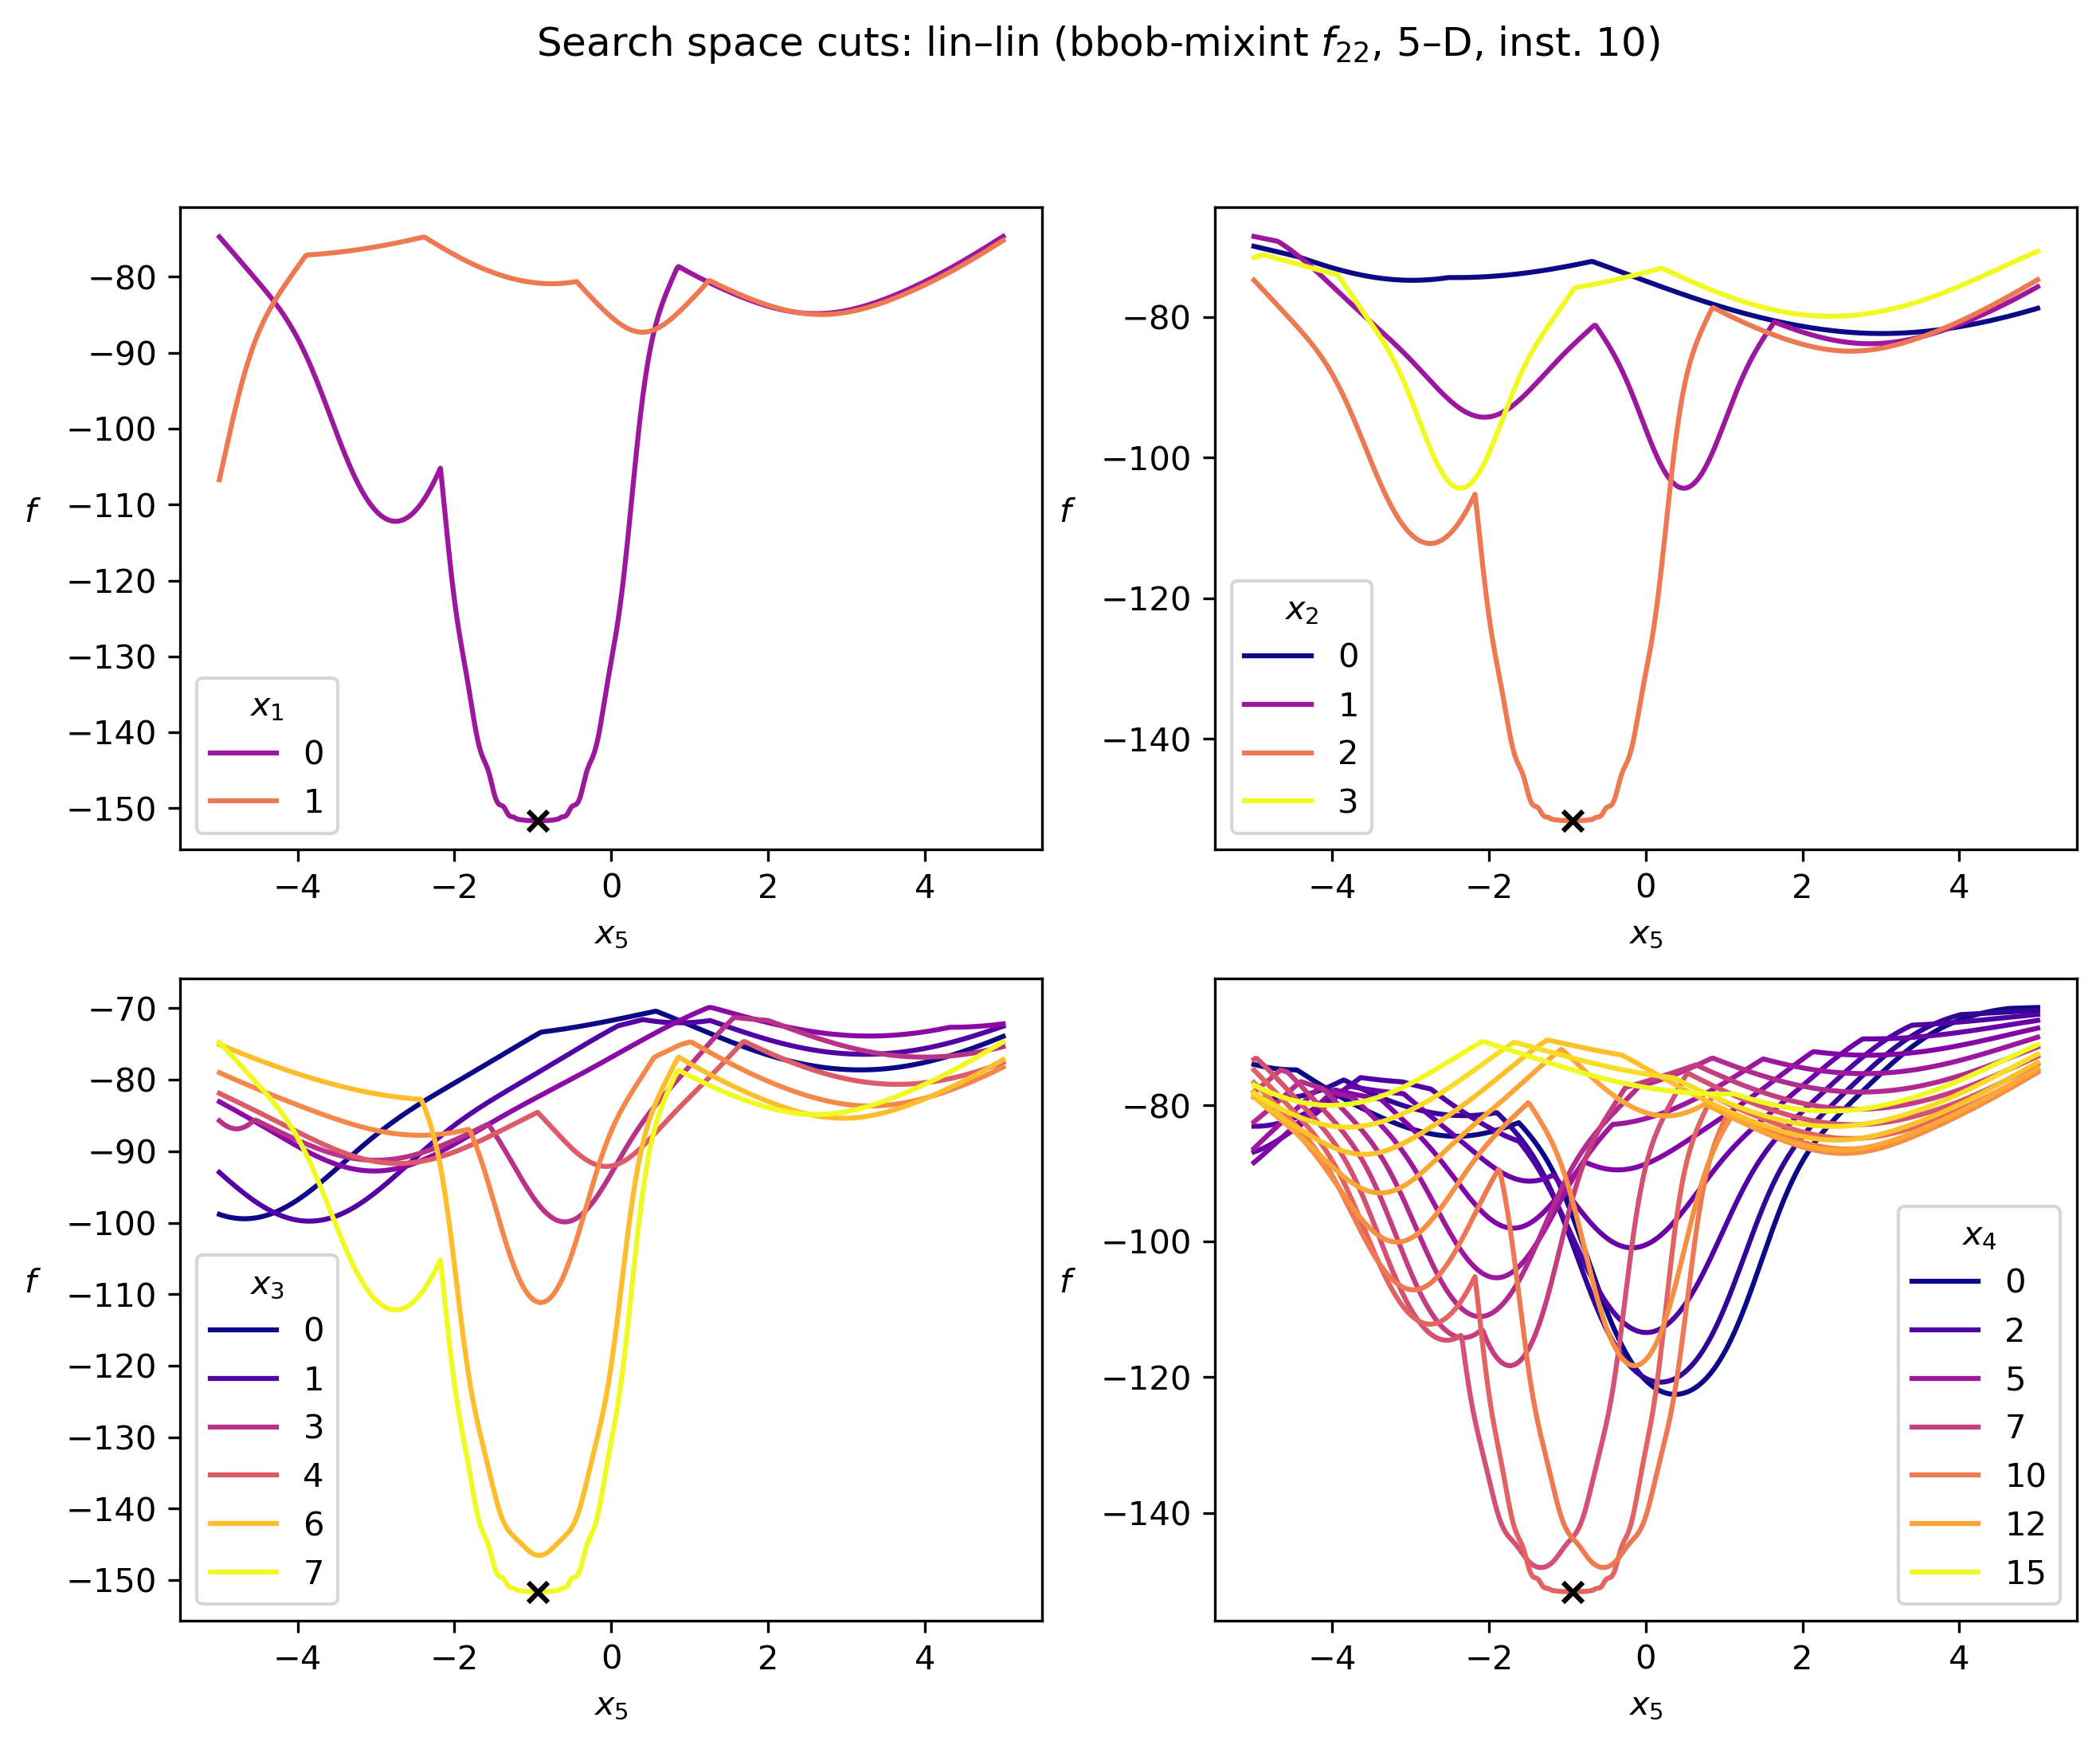 Search space cuts: lin–lin (bbob-mixint f₂₂, 5–D, inst. 10)
−80
−90
−100
−110
−120
−130
−140
−150
f
x₁
0
1
−4 −2 0 2 4
x₅
−80
−100
−120
−140
f
x₂
0
1
2
3
−4 −2 0 2 4
x₅
−70
−80
−90
−100
−110
−120
−130
−140
−150
f
x₃
0
1
3
4
6
7
−4 −2 0 2 4
x₅
−80
−100
−120
−140
f
x₄
0
2
5
7
10
12
15
−4 −2 0 2 4
x₅